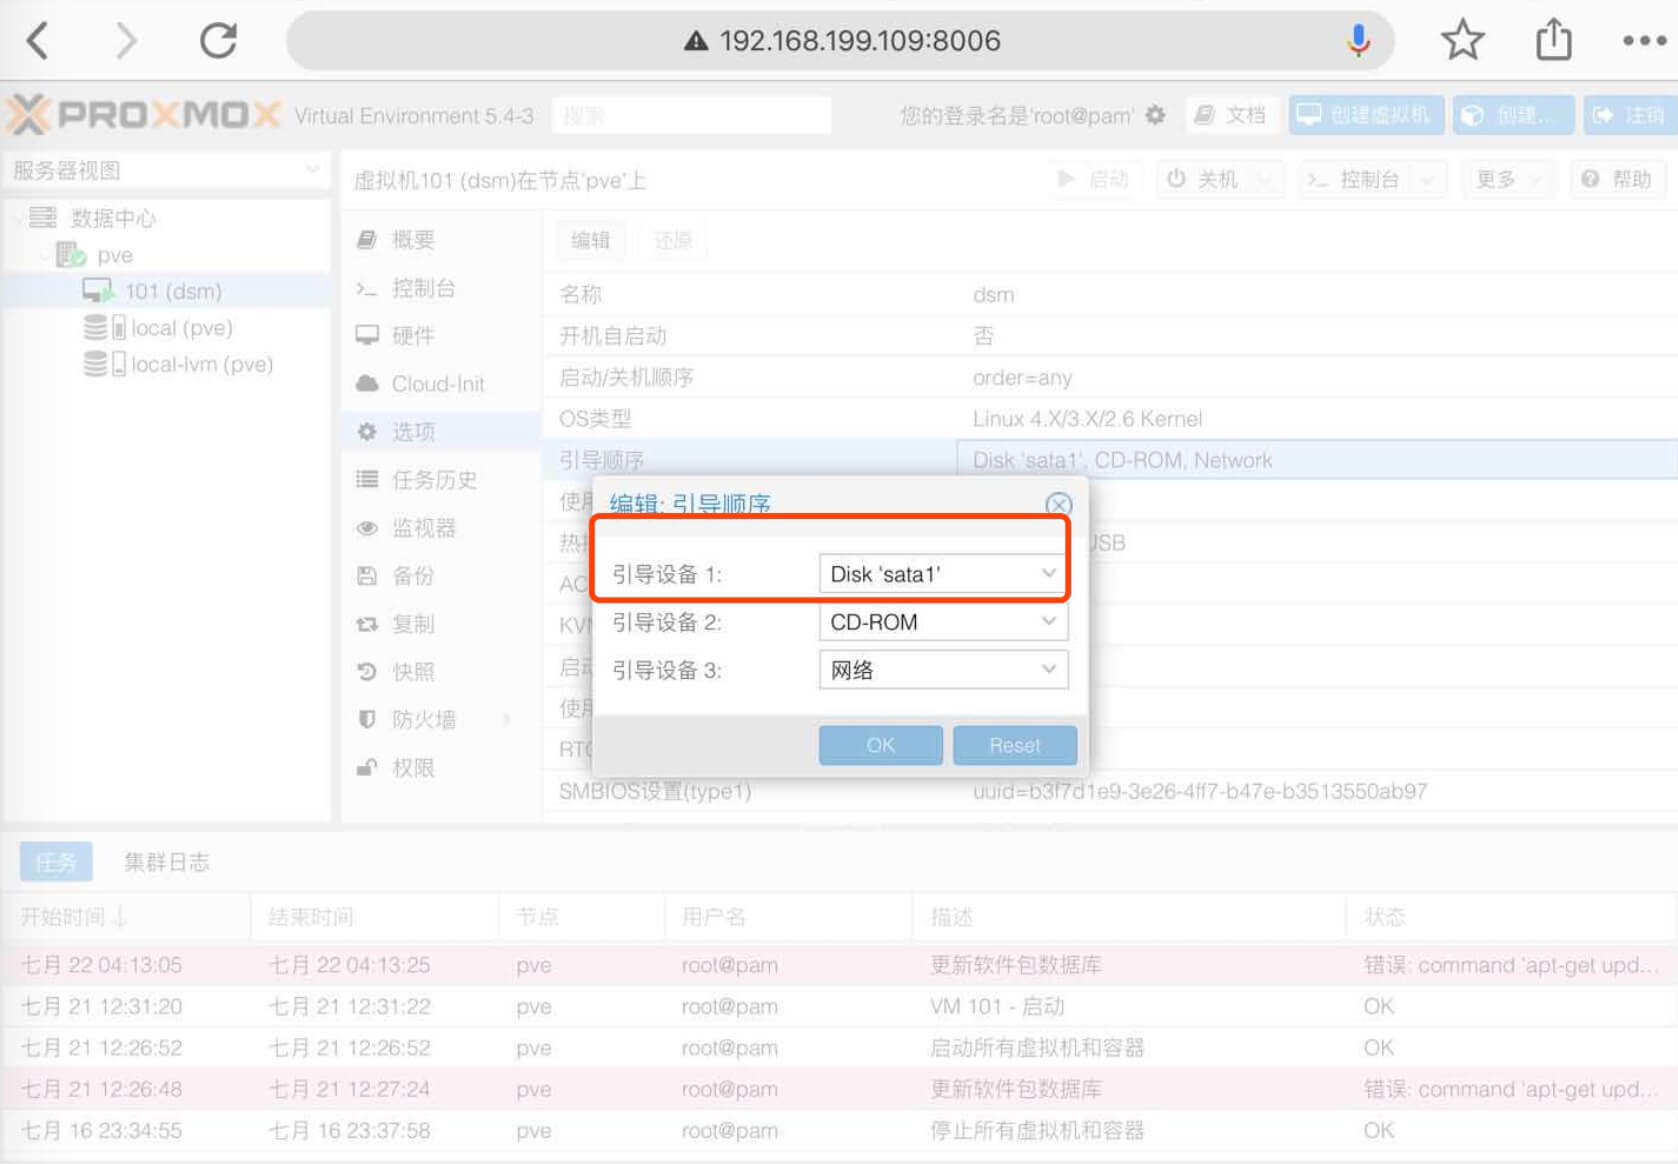 192.168.199.109:8006
PROXMOX Virtual Environment 5.4-3 搜索 您的登录名是'root@pam' 文档 创建虚拟机 创建... 注销
服务器视图
虚拟机101 (dsm)在节点'pve'上 启动 关机 控制台 更多 帮助
数据中心
pve
101 (dsm)
local (pve)
local-lvm (pve)
概要
控制台
硬件
Cloud-Init
选项
任务历史
监视器
备份
复制
快照
防火墙
权限
编辑 还原
名称 dsm
开机自启动 否
启动/关机顺序 order=any
OS类型 Linux 4.X/3.X/2.6 Kernel
引导顺序 Disk 'sata1', CD-ROM, Network
使用
热 USB
AC
KV
启动
使用
RTC
SMBIOS设置(type1) uuid=b3f7d1e9-3e26-4ff7-b47e-b3513550ab97
编辑: 引导顺序
引导设备 1: Disk 'sata1'
引导设备 2: CD-ROM
引导设备 3: 网络
OK Reset
任务 集群日志
开始时间 结束时间 节点 用户名 描述 状态
七月 22 04:13:05 七月 22 04:13:25 pve root@pam 更新软件包数据库 错误: command 'apt-get upd...
七月 21 12:31:20 七月 21 12:31:22 pve root@pam VM 101 - 启动 OK
七月 21 12:26:52 七月 21 12:26:52 pve root@pam 启动所有虚拟机和容器 OK
七月 21 12:26:48 七月 21 12:27:24 pve root@pam 更新软件包数据库 错误: command 'apt-get upd...
七月 16 23:34:55 七月 16 23:37:58 pve root@pam 停止所有虚拟机和容器 OK